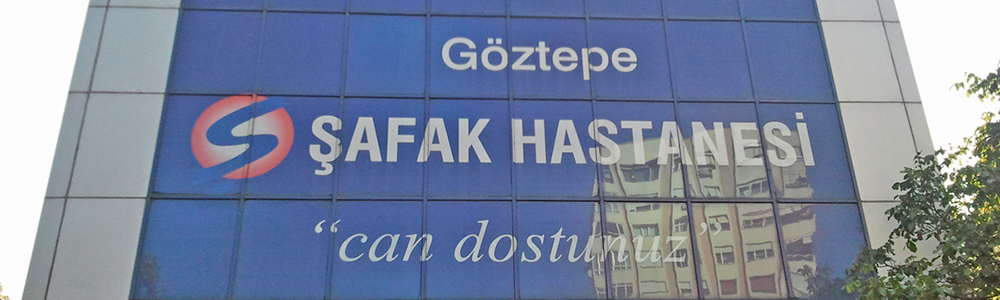 Göztepe
ŞAFAK HASTANESİ
“can dostunuz”